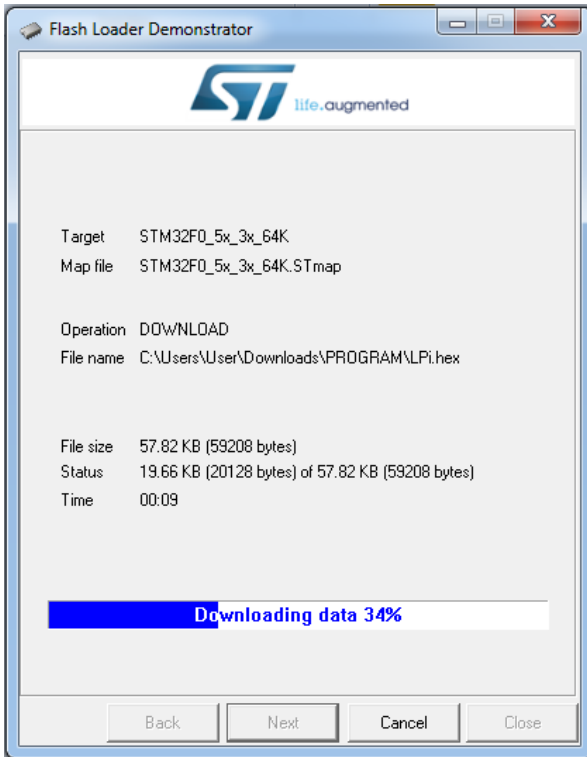 Flash Loader Demonstrator
ST
life.augmented
Target STM32F0_5x_3x_64K
Map file STM32F0_5x_3x_64K.STmap
Operation DOWNLOAD
File name C:\Users\User\Downloads\PROGRAM\LPi.hex
File size 57.82 KB (59208 bytes)
Status 19.66 KB (20128 bytes) of 57.82 KB (59208 bytes)
Time 00:09
Downloading data 34%
Back Next Cancel Close